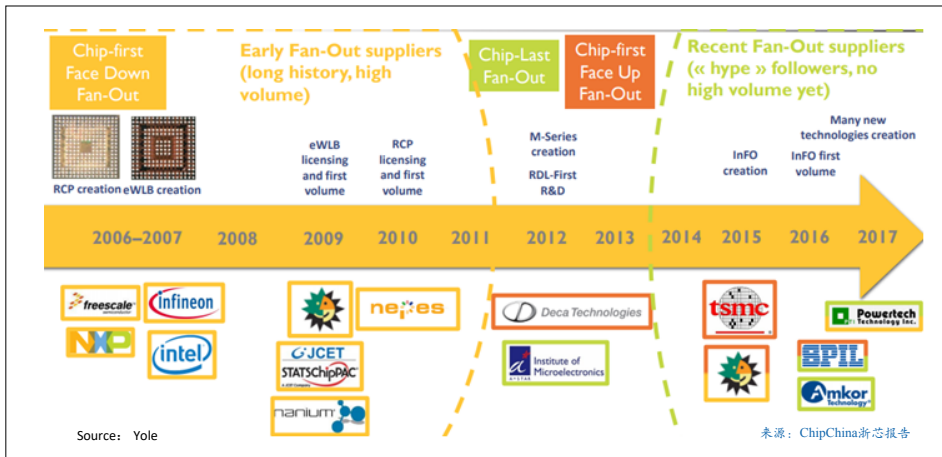 Chip-first
Face Down
Fan-Out
Early Fan-Out suppliers
(long history, high
volume)
Chip-Last
Fan-Out
Chip-first
Face Up
Fan-Out
Recent Fan-Out suppliers
(« hype » followers, no
high volume yet)
RCP creation
eWLB creation
eWLB
licensing
and first
volume
RCP
licensing
and first
volume
M-Series
creation
RDL-First
R&D
InFO
creation
InFO first
volume
Many new
technologies creation
2006–2007
2008
2009
2010
2011
2012
2013
2014
2015
2016
2017
freescale
semiconductor
infineon
NXP
intel
nepes
JCET
STATSChipPAC
A JCET Company
nanium
Deca Technologies
Institute of
Microelectronics
tsmc
Powertech
Technology Inc.
SPIL
Amkor
Technology
Source: Yole
来源：ChipChina浙芯报告